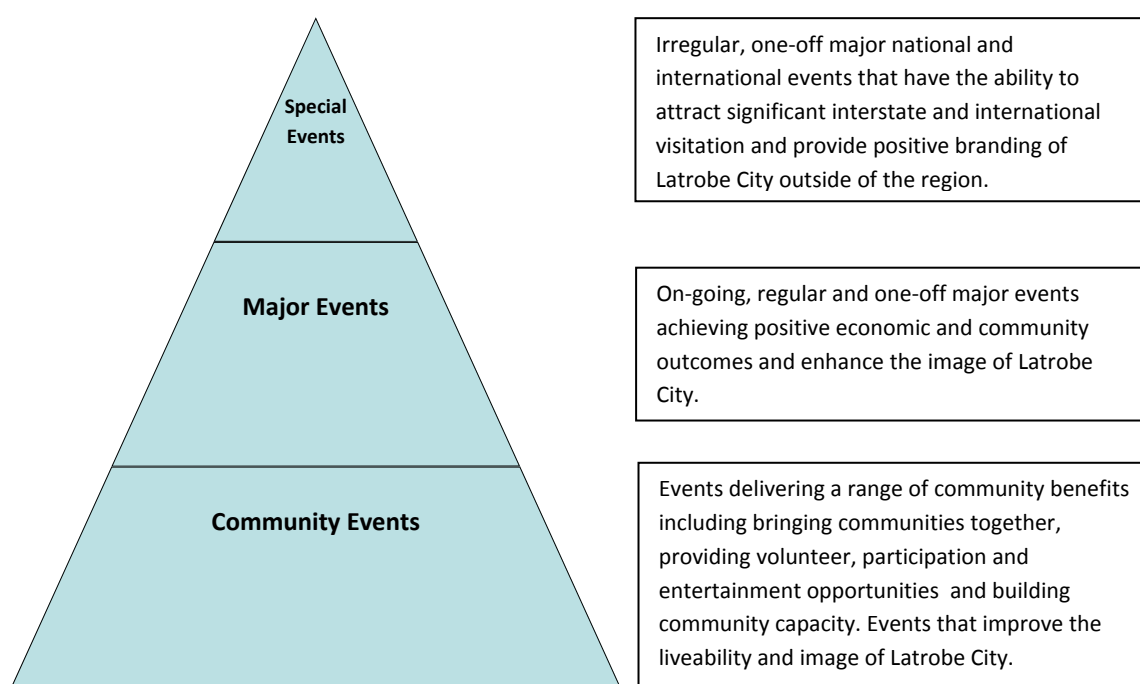 Special
Events
Irregular, one-off major national and
international events that have the ability to
attract significant interstate and international
visitation and provide positive branding of
Latrobe City outside of the region.
Major Events
On-going, regular and one-off major events
achieving positive economic and community
outcomes and enhance the image of Latrobe
City.
Community Events
Events delivering a range of community benefits
including bringing communities together,
providing volunteer, participation and
entertainment opportunities  and building
community capacity. Events that improve the
liveability and image of Latrobe City.